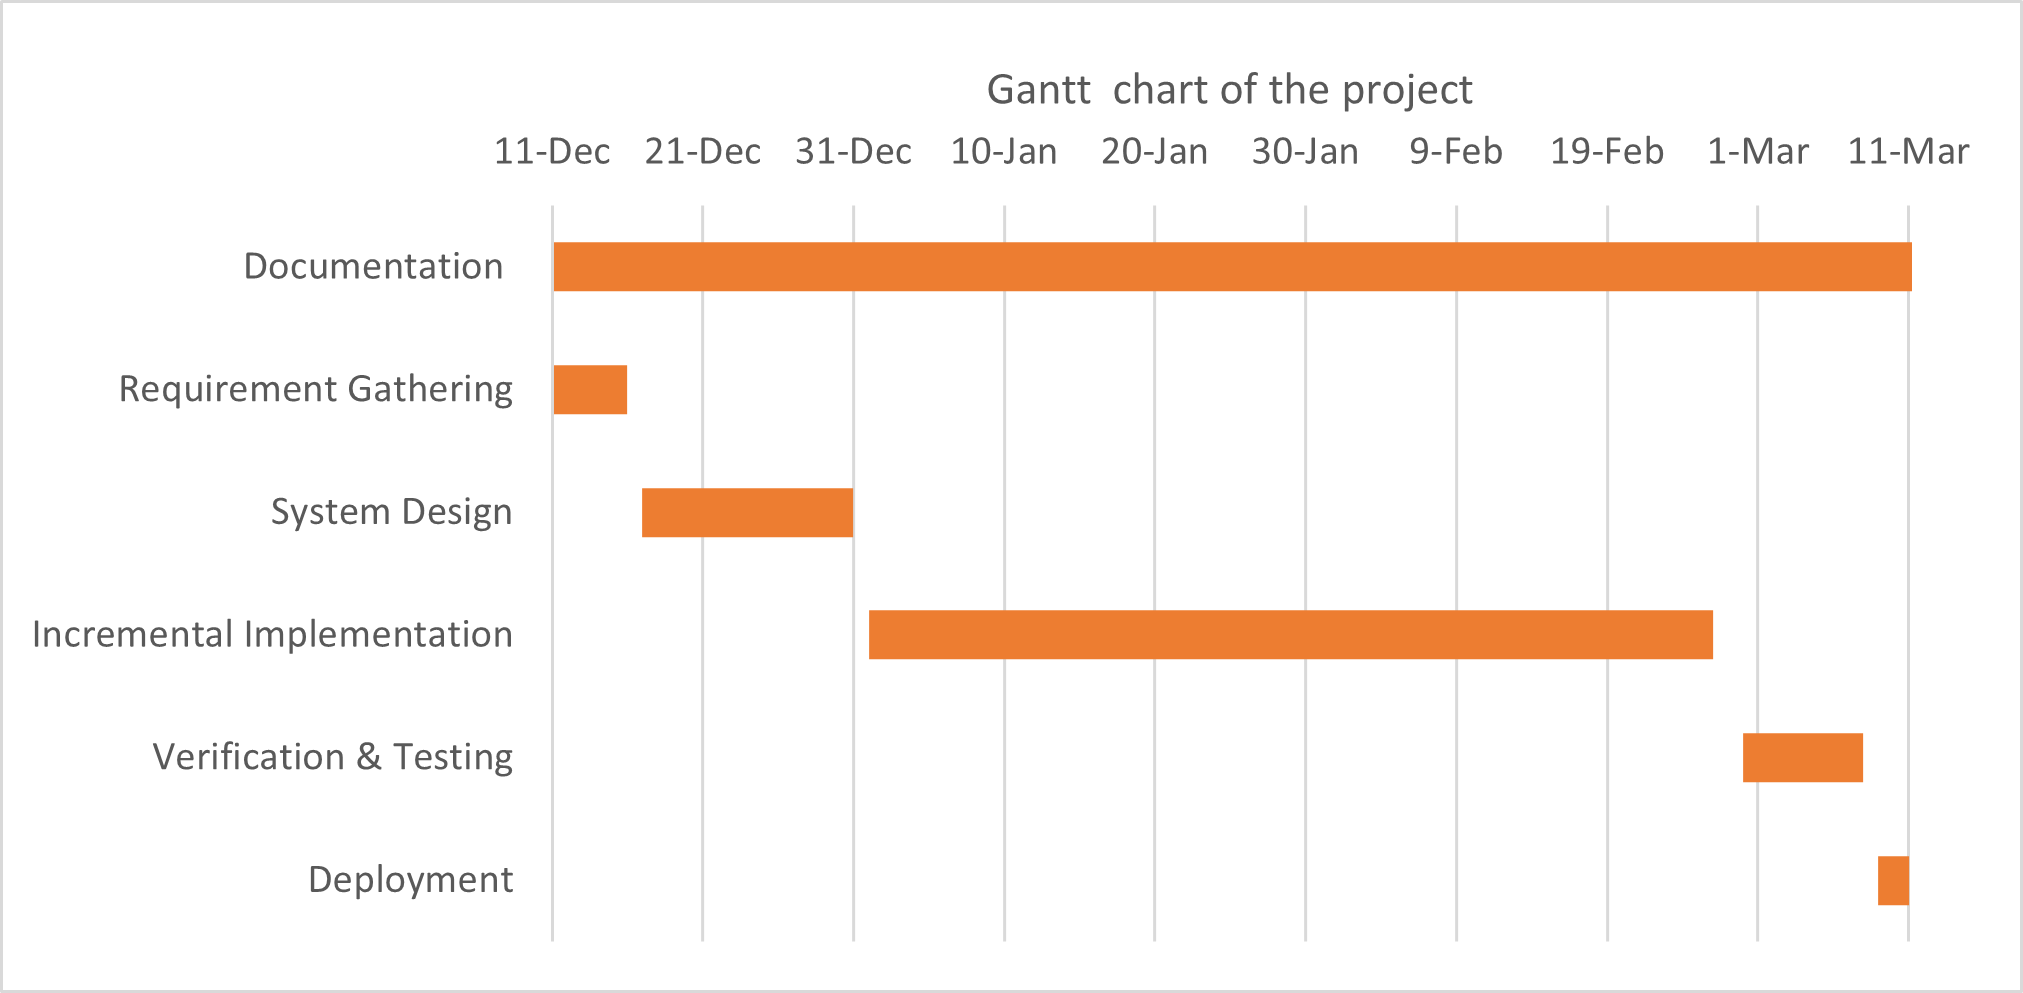 Gantt  chart of the project
11-Dec 21-Dec 31-Dec 10-Jan 20-Jan 30-Jan 9-Feb 19-Feb 1-Mar 11-Mar
Documentation
Requirement Gathering
System Design
Incremental Implementation
Verification & Testing
Deployment